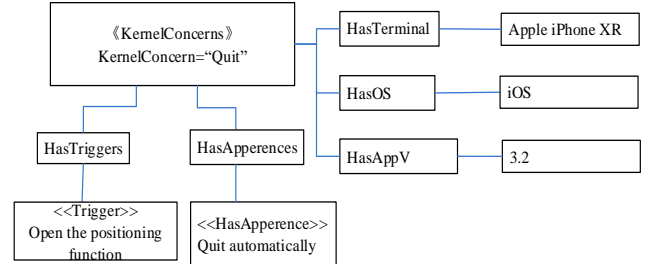 《KernelConcerns》
KernelConcern=“Quit”
HasTerminal
Apple iPhone XR
HasOS
iOS
HasAppV
3.2
HasTriggers
HasApperences
<<Trigger>>
Open the positioning
function
<<HasApperence>>
Quit automatically